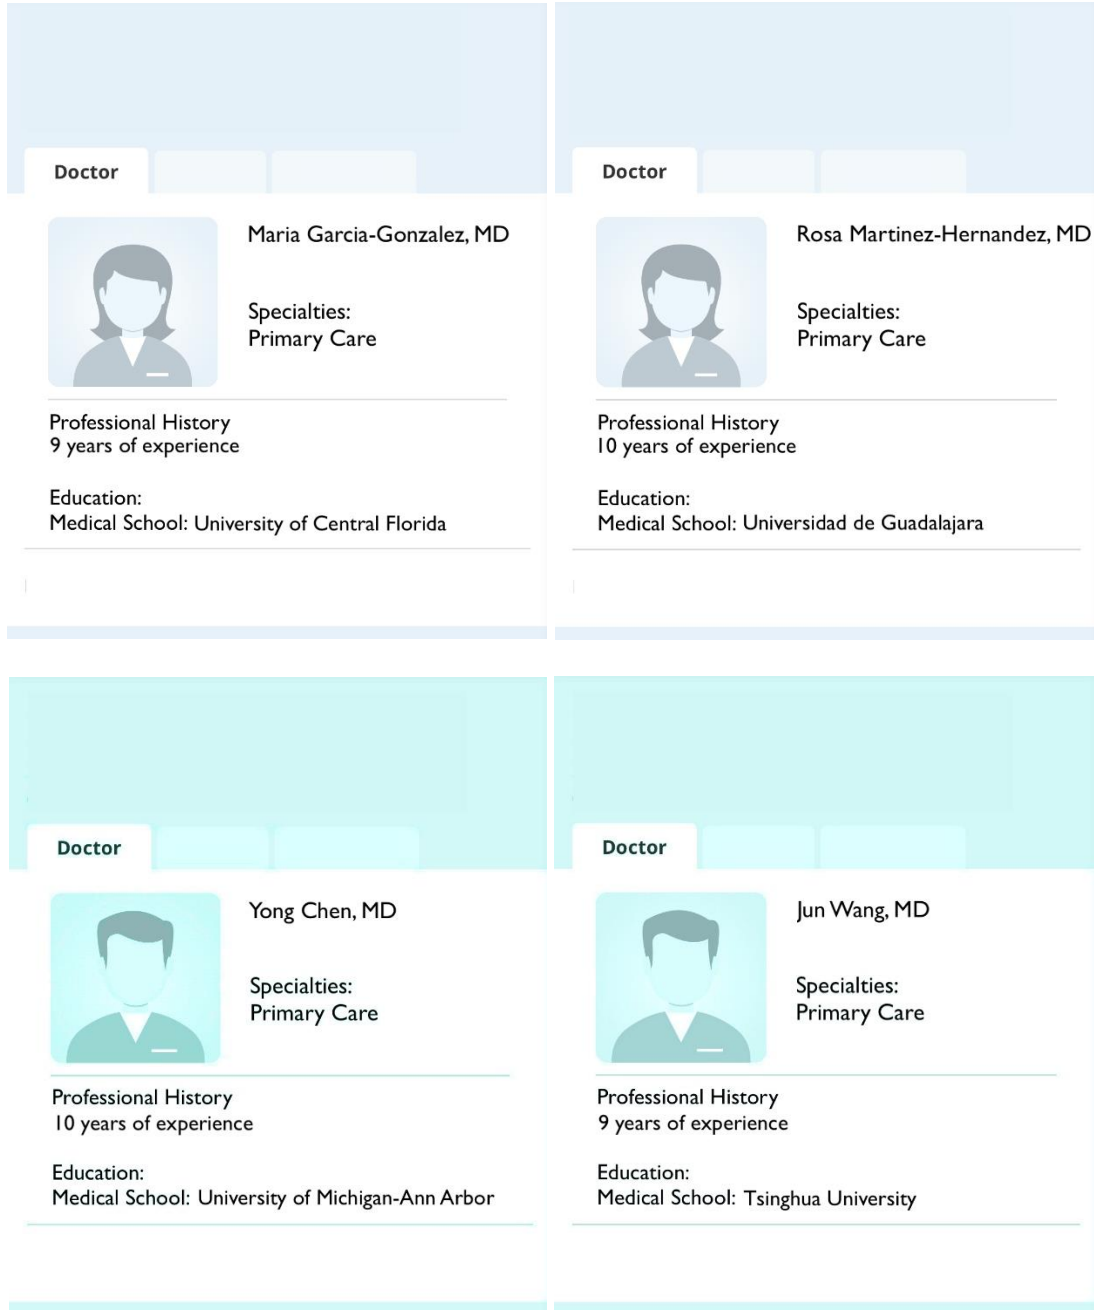 Doctor
Maria Garcia-Gonzalez, MD
Specialties:
Primary Care
Professional History
9 years of experience
Education:
Medical School: University of Central Florida
Doctor
Rosa Martinez-Hernandez, MD
Specialties:
Primary Care
Professional History
10 years of experience
Education:
Medical School: Universidad de Guadalajara
Doctor
Yong Chen, MD
Specialties:
Primary Care
Professional History
10 years of experience
Education:
Medical School: University of Michigan-Ann Arbor
Doctor
Jun Wang, MD
Specialties:
Primary Care
Professional History
9 years of experience
Education:
Medical School: Tsinghua University